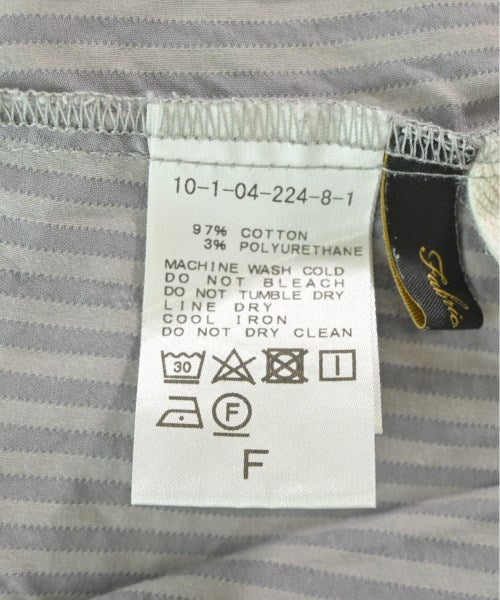 10-1-04-224-8-1
97% COTTON
3% POLYURETHANE
MACHINE WASH COLD
DO NOT BLEACH
DO NOT TUMBLE DRY
LINE DRY
COOL IRON
DO NOT DRY CLEAN
30
F
F